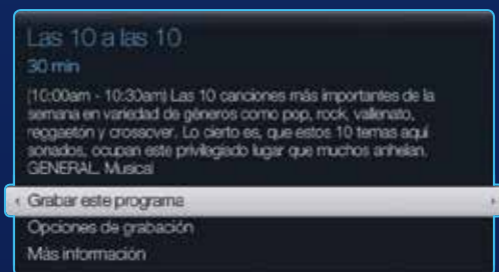 Las 10 a las 10
30 min
(10:00am - 10:30am) Las 10 canciones más importantes de la
semana en variedad de géneros como pop, rock, vallenato,
reggaetón y crossover. Lo cierto es, que estos 10 temas aquí
sonados, ocupan este privilegiado lugar que muchos anhelan.
GENERAL. Musical
Grabar este programa
Opciones de grabación
Más información